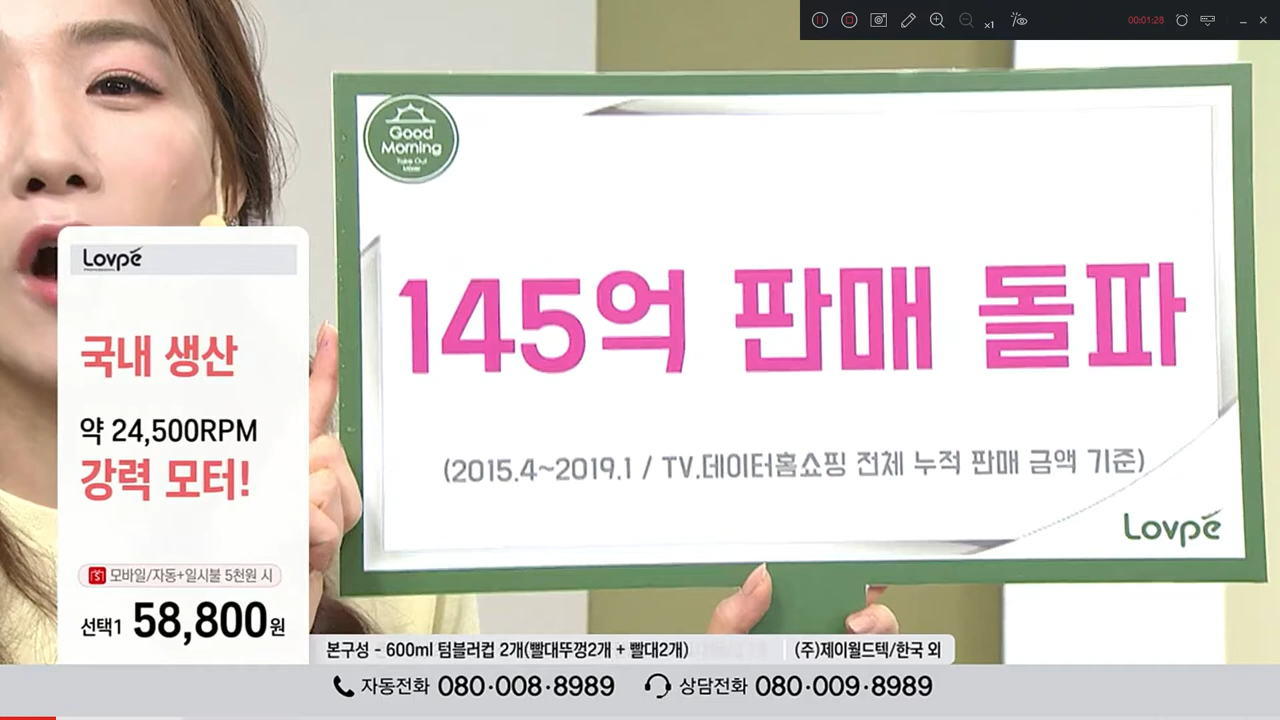 x1
00:01:28
Good
Morning
Take Out
Mixer
Lovpé
국내 생산
약 24,500RPM
강력 모터!
모바일/자동+일시불 5천원 시
선택1 58,800원
145억 판매 돌파
(2015.4~2019.1 / TV.데이터홈쇼핑 전체 누적 판매 금액 기준)
Lovpé
본구성 - 600ml 텀블러컵 2개(빨대뚜껑2개 + 빨대2개)
(주)제이월드텍/한국 외
자동전화 080·008·8989
상담전화 080·009·8989